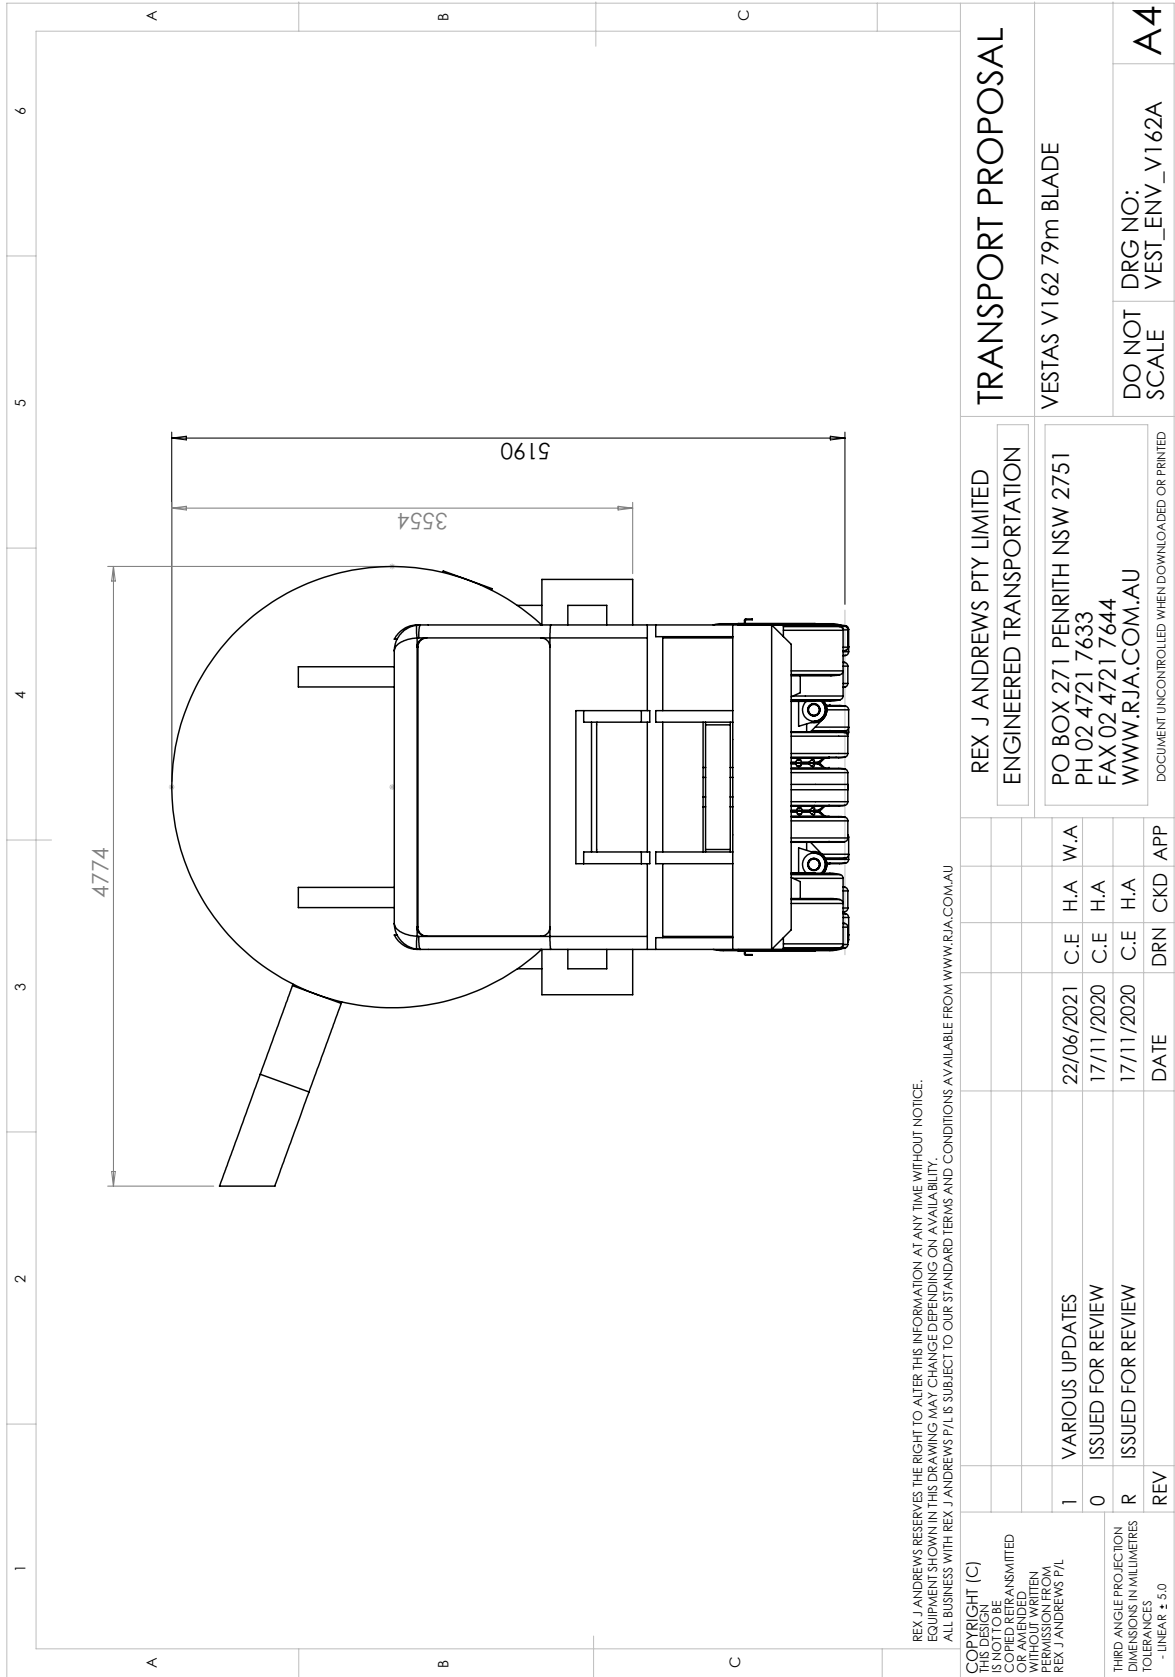 1
2
3
4
5
6
A
B
C
A
B
C
4774
3554
5190
REX J ANDREWS RESERVES THE RIGHT TO ALTER THIS INFORMATION AT ANY TIME WITHOUT NOTICE.
EQUIPMENT SHOWN IN THIS DRAWING MAY CHANGE DEPENDING ON AVAILABILITY.
ALL BUSINESS WITH REX J ANDREWS P/L IS SUBJECT TO OUR STANDARD TERMS AND CONDITIONS AVAILABLE FROM WWW.RJA.COM.AU
COPYRIGHT (C)
THIS DESIGN
IS NOT TO BE
COPIED RETRANSMITTED
OR AMENDED
WITHOUT WRITTEN
PERMISSION FROM
REX J ANDREWS P/L
THIRD ANGLE PROJECTION
DIMENSIONS IN MILLIMETRES
TOLERANCES
- LINEAR ± 5.0
1 VARIOUS UPDATES 22/06/2021 C.E H.A W.A
0 ISSUED FOR REVIEW 17/11/2020 C.E H.A
R ISSUED FOR REVIEW 17/11/2020 C.E H.A
REV DATE DRN CKD APP
REX J ANDREWS PTY LIMITED
ENGINEERED TRANSPORTATION
PO BOX 271 PENRITH NSW 2751
PH 02 4721 7633
FAX 02 4721 7644
WWW.RJA.COM.AU
DOCUMENT UNCONTROLLED WHEN DOWNLOADED OR PRINTED
TRANSPORT PROPOSAL
VESTAS V162 79m BLADE
DO NOT
SCALE
DRG NO:
VEST_ENV_V162A
A4